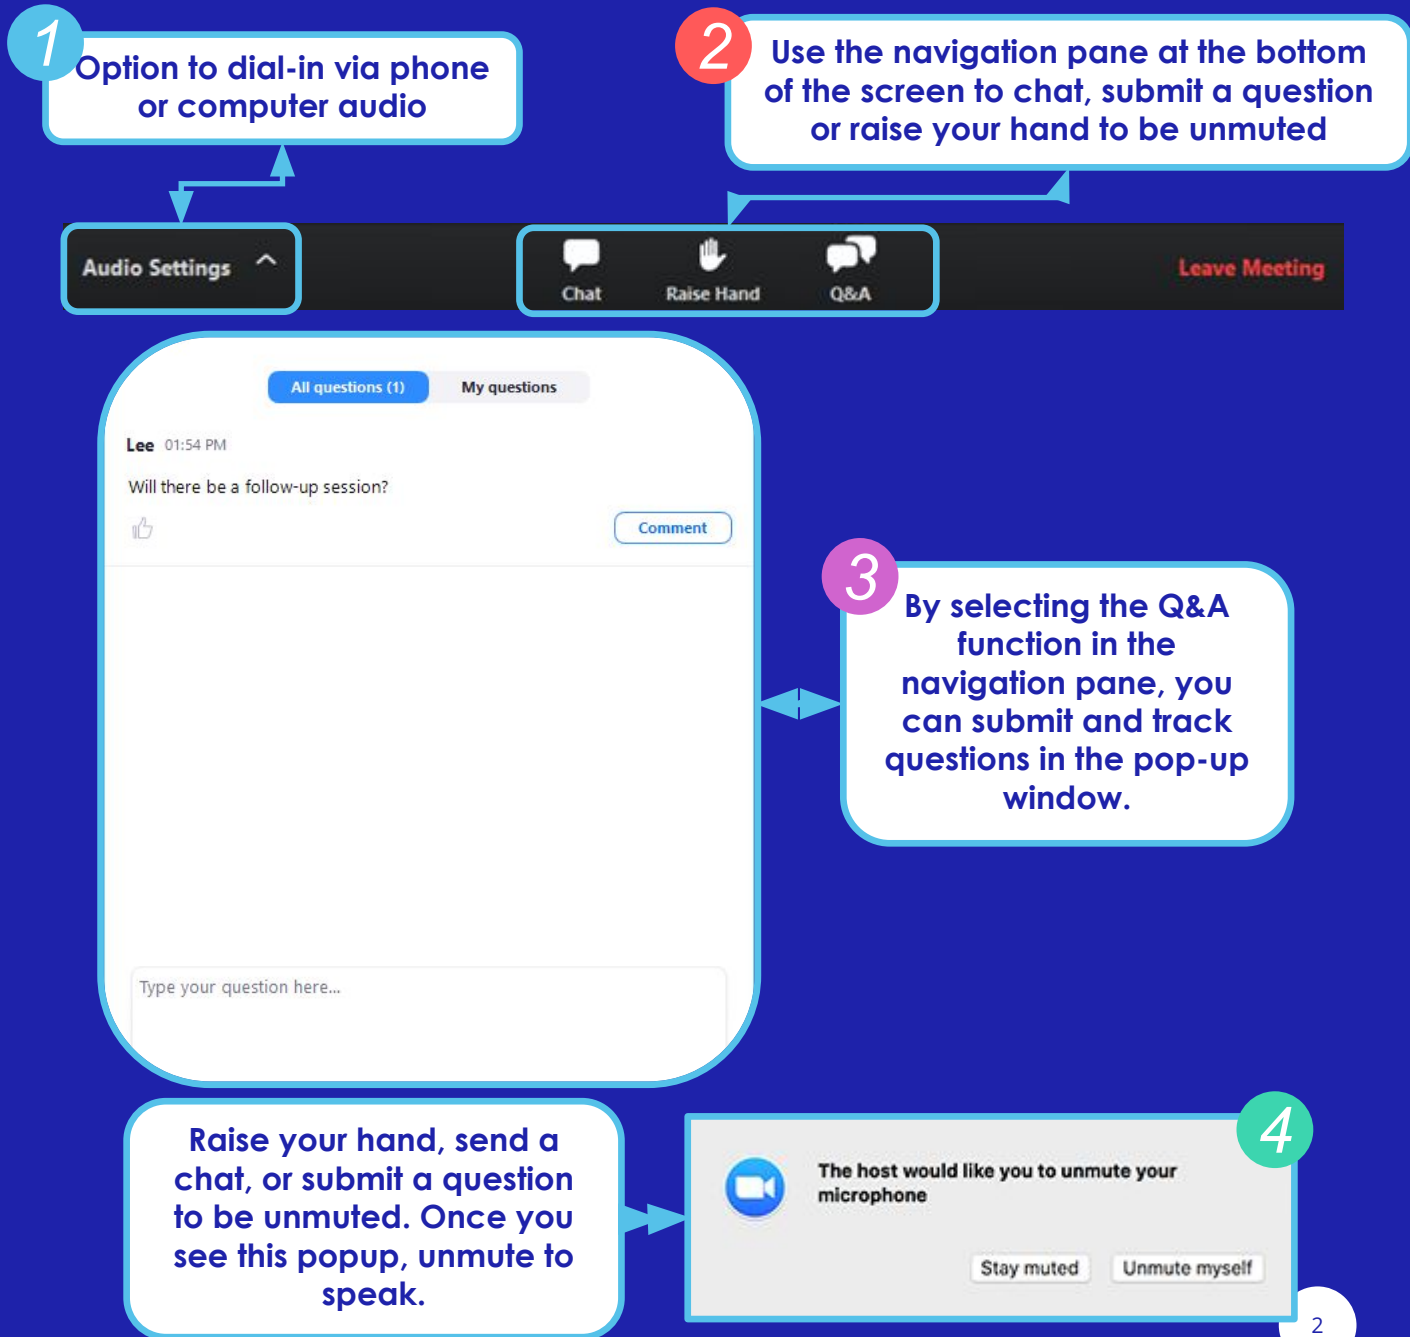 1
Option to dial-in via phone
or computer audio
2
Use the navigation pane at the bottom
of the screen to chat, submit a question
or raise your hand to be unmuted
Audio Settings
Chat
Raise Hand
Q&A
Leave Meeting
All questions (1)
My questions
Lee 01:54 PM
Will there be a follow-up session?
Comment
Type your question here...
3
By selecting the Q&A
function in the
navigation pane, you
can submit and track
questions in the pop-up
window.
Raise your hand, send a
chat, or submit a question
to be unmuted. Once you
see this popup, unmute to
speak.
4
The host would like you to unmute your
microphone
Stay muted
Unmute myself
2